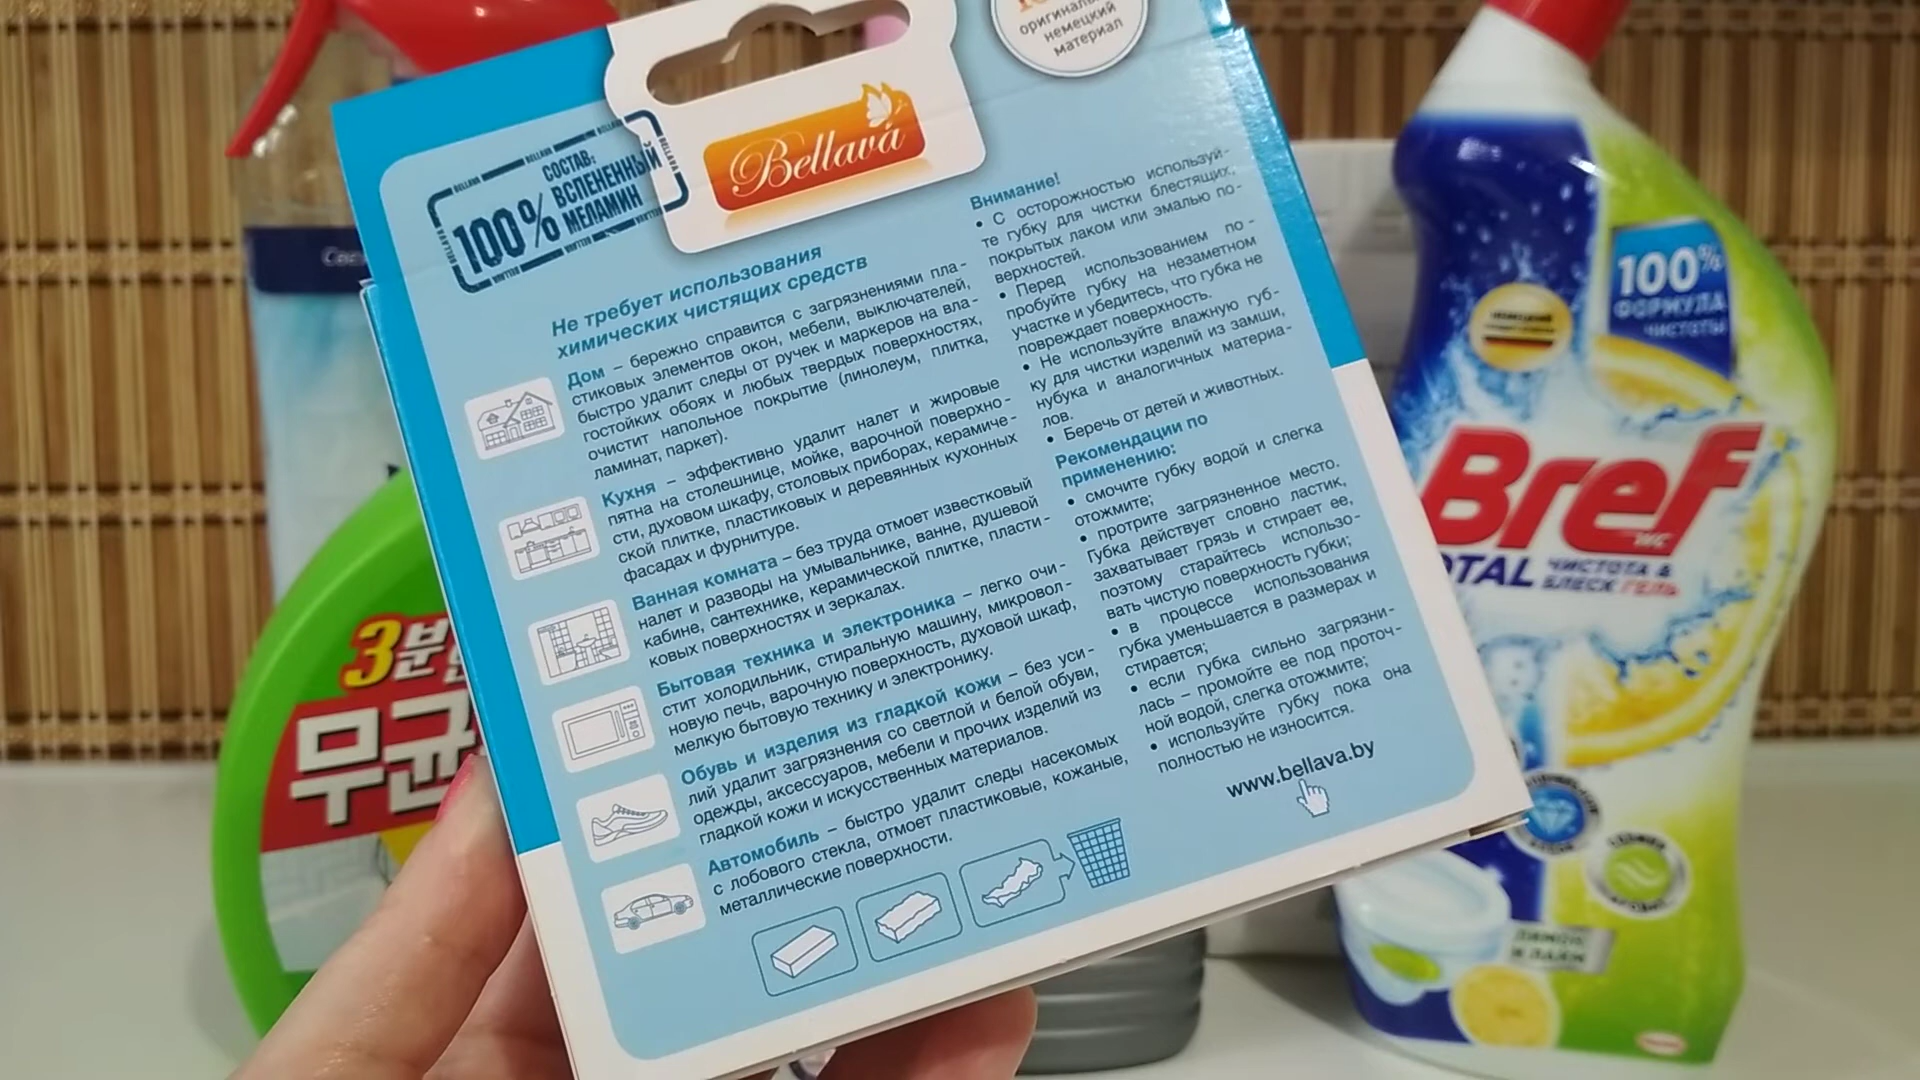 оригинальный
немецкий
материал
Bellavá
СОСТАВ:
100% ВСПЕНЕННЫЙ
МЕЛАМИН
BELLAVA
BELLAVA
BELLAVA
BELLAVA
Не требует использования
химических чистящих средств
Дом – бережно справится с загрязнениями пла-
стиковых элементов окон, мебели, выключателей,
быстро удалит следы от ручек и маркеров на вла-
гостойких обоях и любых твердых поверхностях,
очистит напольное покрытие (линолеум, плитка,
ламинат, паркет).
Кухня – эффективно удалит налет и жировые
пятна на столешнице, мойке, варочной поверхно-
сти, духовом шкафу, столовых приборах, керамиче-
ской плитке, пластиковых и деревянных кухонных
фасадах и фурнитуре.
Ванная комната – без труда отмоет известковый
налет и разводы на умывальнике, ванне, душевой
кабине, сантехнике, керамической плитке, пласти-
ковых поверхностях и зеркалах.
Бытовая техника и электроника – легко очи-
стит холодильник, стиральную машину, микровол-
новую печь, варочную поверхность, духовой шкаф,
мелкую бытовую технику и электронику.
Обувь и изделия из гладкой кожи – без уси-
лий удалит загрязнения со светлой и белой обуви,
одежды, аксессуаров, мебели и прочих изделий из
гладкой кожи и искусственных материалов.
Автомобиль – быстро удалит следы насекомых
с лобового стекла, отмоет пластиковые, кожаные,
металлические поверхности.
Внимание!
• С осторожностью используй-
те губку для чистки блестящих,
покрытых лаком или эмалью по-
верхностей.
• Перед использованием по-
пробуйте губку на незаметном
участке и убедитесь, что губка не
повреждает поверхность.
• Не используйте влажную губ-
ку для чистки изделий из замши,
нубука и аналогичных материа-
лов.
• Беречь от детей и животных.
Рекомендации по
применению:
• смочите губку водой и слегка
отожмите;
• протрите загрязненное место.
Губка действует словно ластик,
захватывает грязь и стирает ее,
поэтому старайтесь использо-
вать чистую поверхность губки;
• в процессе использования
губка уменьшается в размерах и
стирается;
• если губка сильно загрязни-
лась – промойте ее под проточ-
ной водой, слегка отожмите;
• используйте губку пока она
полностью не износится.
www.bellava.by
3분
무균
100%
ФОРМУЛА
ЧИСТОТЫ
Bref
WC
OTAL ЧИСТОТА &
БЛЕСК ГЕЛЬ
ЛИМОН
И ЛАЙМ